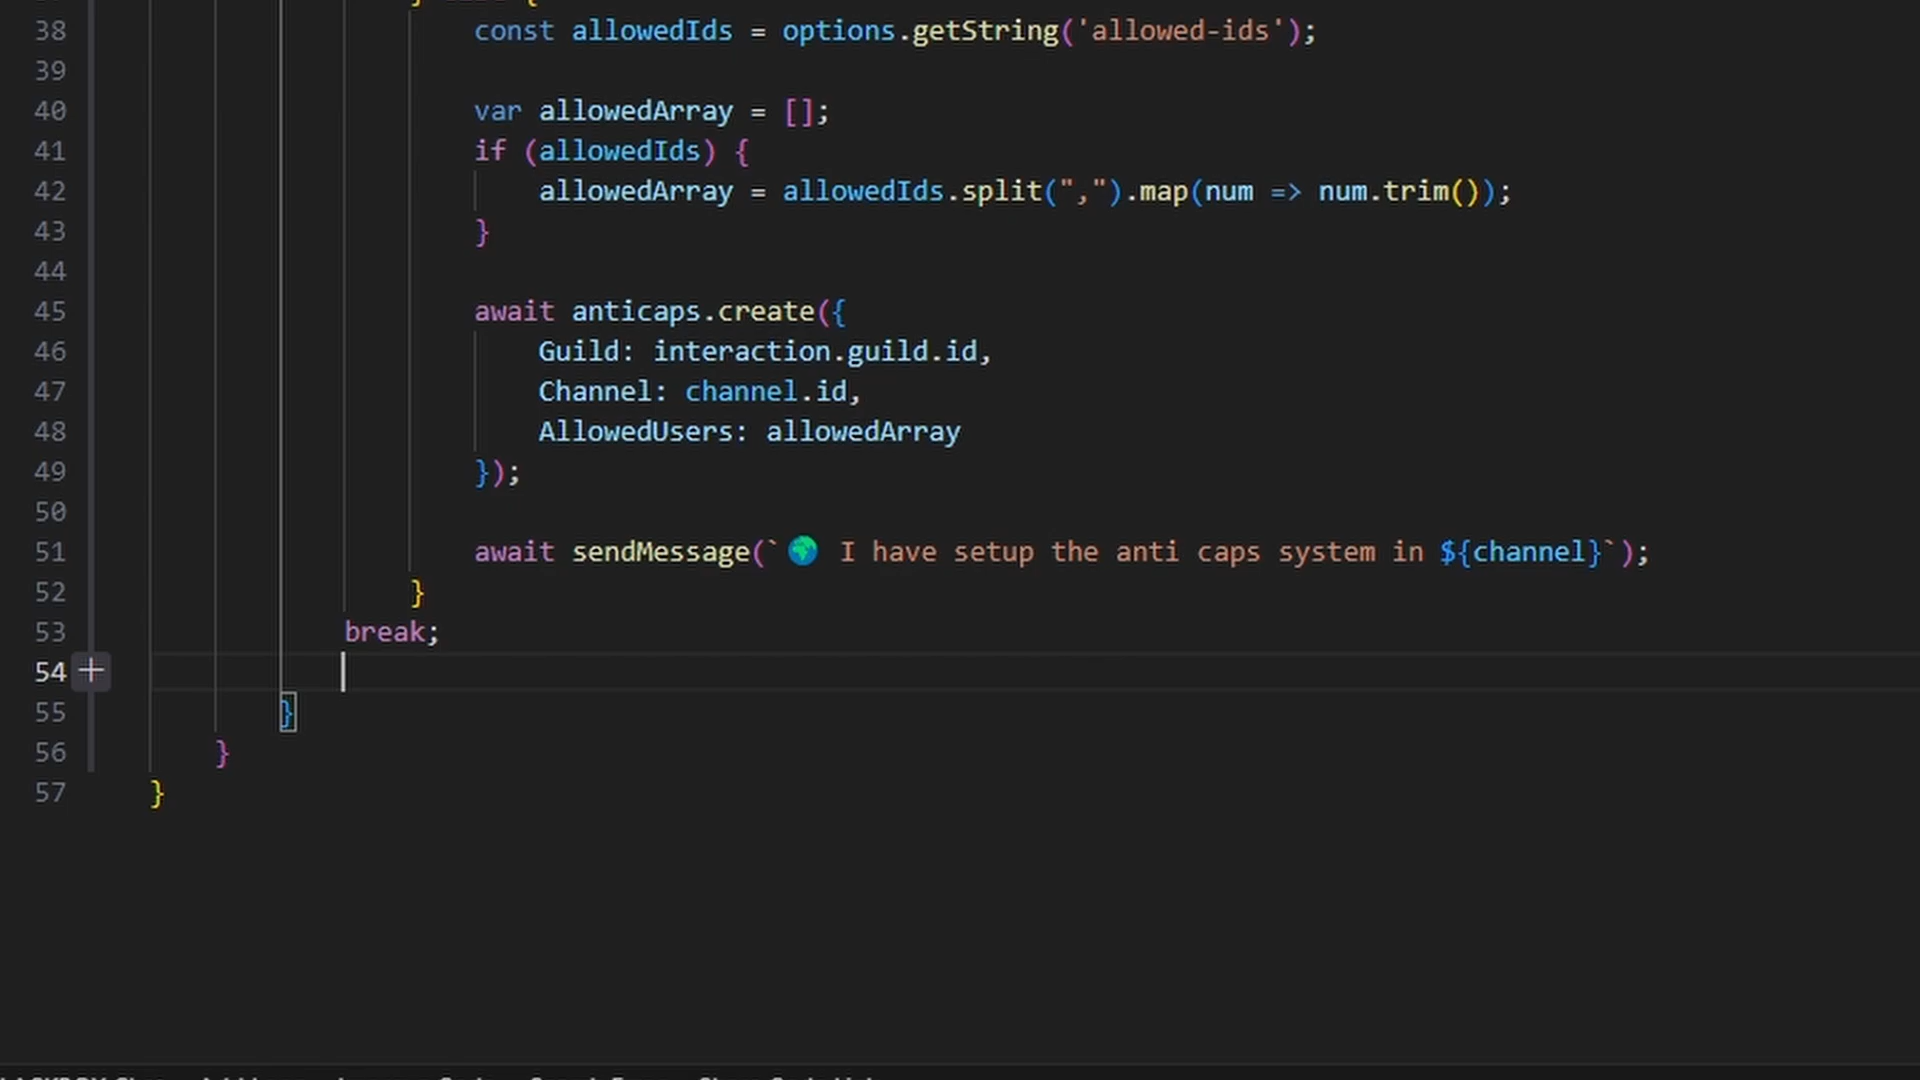 38 const allowedIds = options.getString('allowed-ids');
39
40 var allowedArray = [];
41 if (allowedIds) {
42 allowedArray = allowedIds.split(",").map(num => num.trim());
43 }
44
45 await anticaps.create({
46 Guild: interaction.guild.id,
47 Channel: channel.id,
48 AllowedUsers: allowedArray
49 });
50
51 await sendMessage(`🌍 I have setup the anti caps system in ${channel}`);
52 }
53 break;
54 +
55 }
56 }
57 }